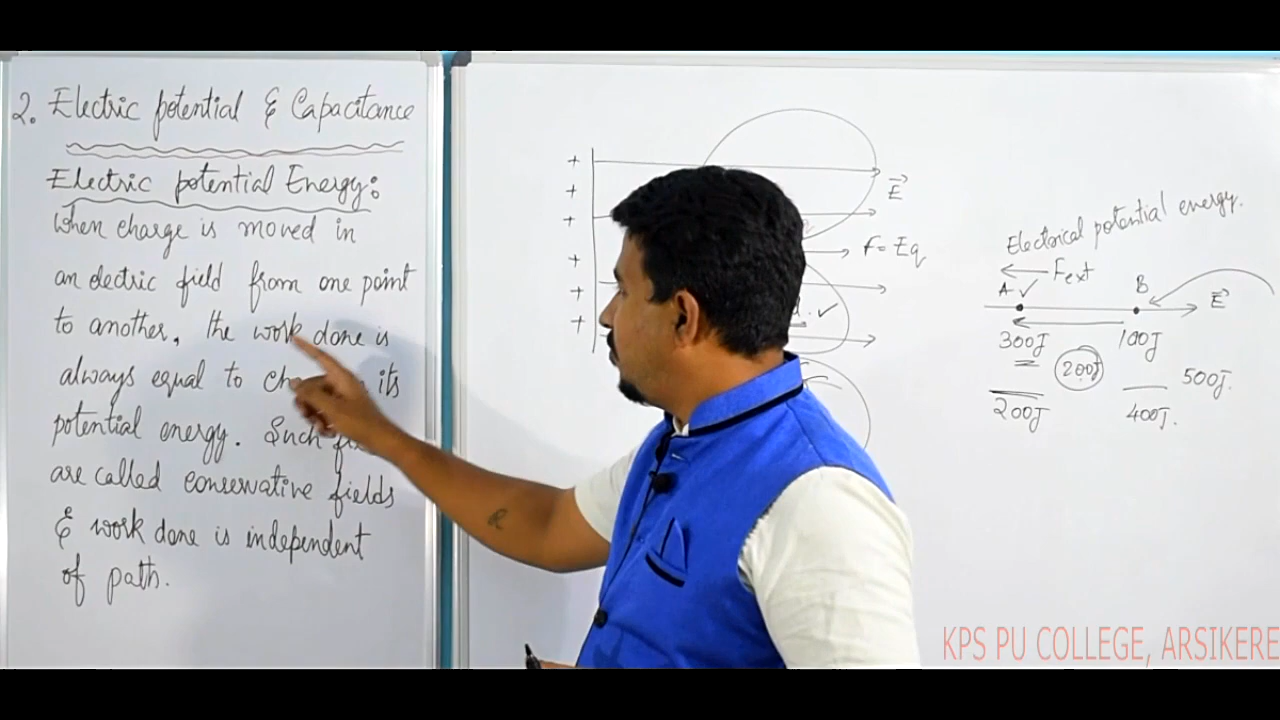 2. Electric potential & Capacitance
Electric potential Energy:
When charge is moved in
an electric field from one point
to another, the work done is
always equal to its
potential energy. Such
are called conservative fields
& work done is independent
of path.
+
+
+
+
+
+
E
F = Eq
Electrical potential energy.
Fext
A ✓
B
E
300J
100J
200J
500J.
200J
400J.
KPS PU COLLEGE, ARSIKERE